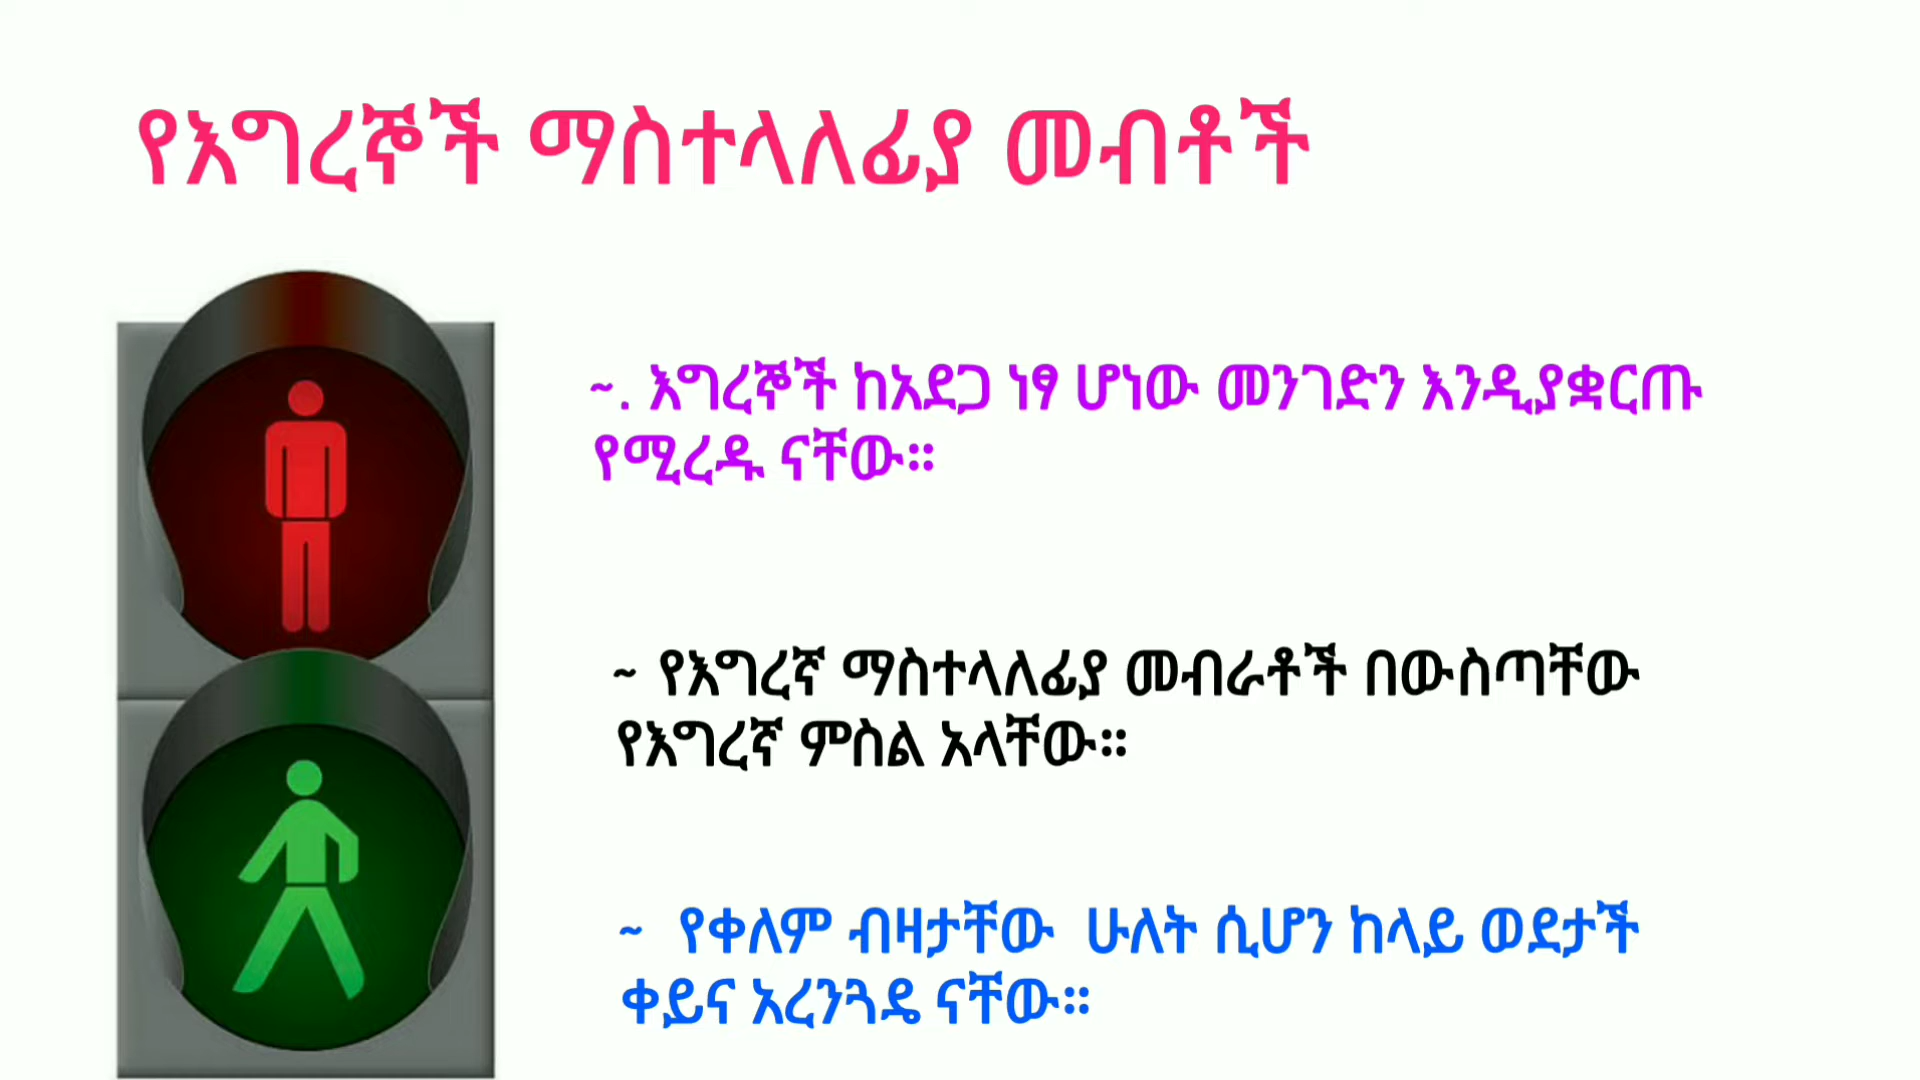 የእግረኞች ማስተላለፊያ መብቶች
~. እግረኞች ከአደጋ ነፃ ሆነው መንገድን እንዲያቋርጡ
የሚረዱ ናቸው።
~ የእግረኛ ማስተላለፊያ መብራቶች በውስጣቸው
የእግረኛ ምስል አላቸው።
~ የቀለም ብዛታቸው ሁለት ሲሆን ከላይ ወደታች
ቀይና አረንጓዴ ናቸው።